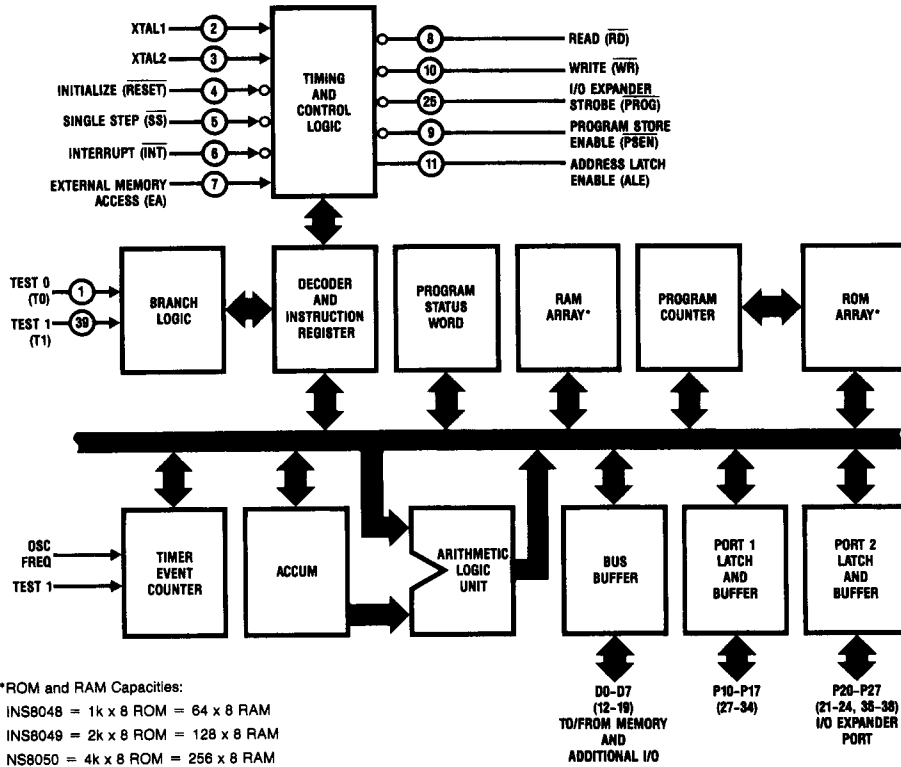 XTAL1
2
XTAL2
3
INITIALIZE (RESET)
4
SINGLE STEP (SS)
5
INTERRUPT (INT)
6
EXTERNAL MEMORY
ACCESS (EA)
7
TIMING
AND
CONTROL
LOGIC
8
READ (RD)
10
WRITE (WR)
25
I/O EXPANDER
STROBE (PROG)
9
PROGRAM STORE
ENABLE (PSEN)
11
ADDRESS LATCH
ENABLE (ALE)
TEST 0
(T0)
1
TEST 1
(T1)
39
BRANCH
LOGIC
DECODER
AND
INSTRUCTION
REGISTER
PROGRAM
STATUS
WORD
RAM
ARRAY*
PROGRAM
COUNTER
ROM
ARRAY*
OSC
FREQ
TEST 1
TIMER
EVENT
COUNTER
ACCUM
ARITHMETIC
LOGIC
UNIT
BUS
BUFFER
PORT 1
LATCH
AND
BUFFER
PORT 2
LATCH
AND
BUFFER
D0-D7
(12-19)
TO/FROM MEMORY
AND
ADDITIONAL I/O
P10-P17
(27-34)
P20-P27
(21-24, 35-38)
I/O EXPANDER
PORT
*ROM and RAM Capacities:
INS8048 = 1k x 8 ROM = 64 x 8 RAM
INS8049 = 2k x 8 ROM = 128 x 8 RAM
NS8050 = 4k x 8 ROM = 256 x 8 RAM